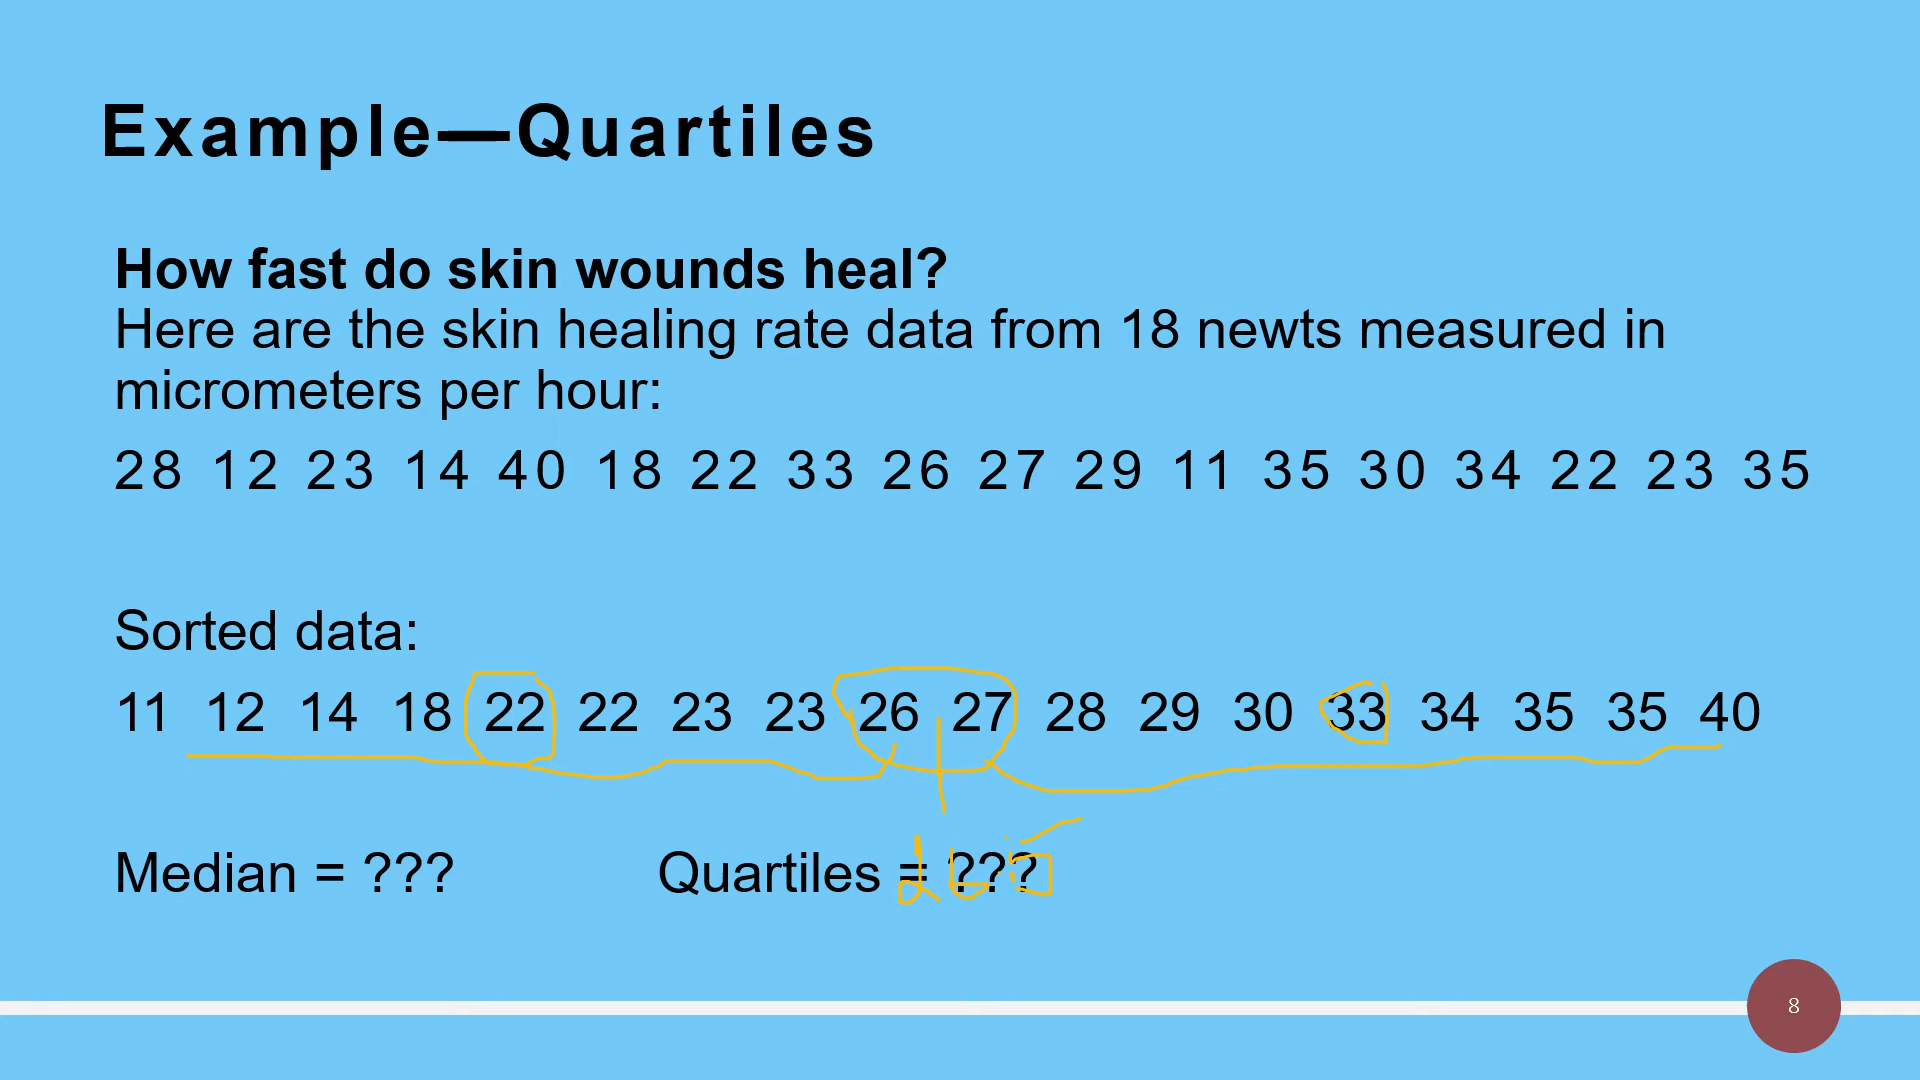 Example—Quartiles
How fast do skin wounds heal?
Here are the skin healing rate data from 18 newts measured in
micrometers per hour:
28 12 23 14 40 18 22 33 26 27 29 11 35 30 34 22 23 35
Sorted data:
11 12 14 18 22 22 23 23 26 27 28 29 30 33 34 35 35 40
Median = ??? Quartiles = ???
8